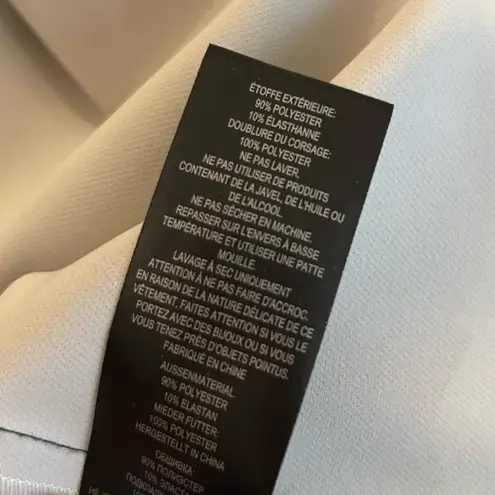 ÉTOFFE EXTÉRIEURE:
90% POLYESTER
10% ÉLASTHANNE
DOUBLURE DU CORSAGE:
100% POLYESTER
NE PAS LAVER.
NE PAS UTILISER DE PRODUITS
CONTENANT DE LA JAVEL, DE L'HUILE OU
DE L'ALCOOL.
NE PAS SÉCHER EN MACHINE.
REPASSER SUR L'ENVERS À BASSE
TEMPÉRATURE ET UTILISER UNE PATTE
MOUILLE.
LAVAGE À SEC UNIQUEMENT
ATTENTION À NE PAS FAIRE D'ACCROC.
EN RAISON DE LA NATURE DÉLICATE DE CE
VÊTEMENT. FAITES ATTENTION SI VOUS LE
PORTEZ AVEC DES BIJOUX OU SI VOUS
VOUS TENEZ PRÈS D'OBJETS POINTUS.
FABRIQUÉ EN CHINE
AUSSENMATERIAL
90% POLYESTER
10% ELASTAN
MIEDER FUTTER:
100% POLYESTER
HERGESTELLT IN CHINA
ОБШИВКА:
90% ПОЛИЭСТЕР
10% ЭЛАСТА